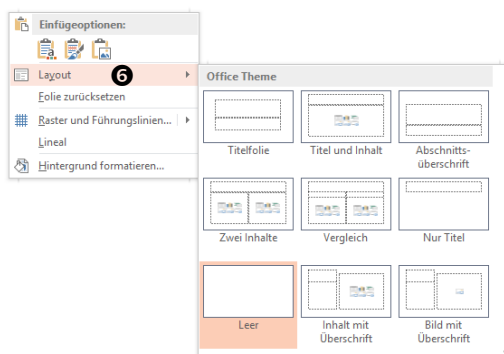 Einfügeoptionen:
Layout ❻
Folie zurücksetzen
Raster und Führungslinien...
Lineal
Hintergrund formatieren...
Office Theme
Titelfolie
Titel und Inhalt
Abschnitts-
überschrift
Zwei Inhalte
Vergleich
Nur Titel
Leer
Inhalt mit
Überschrift
Bild mit
Überschrift